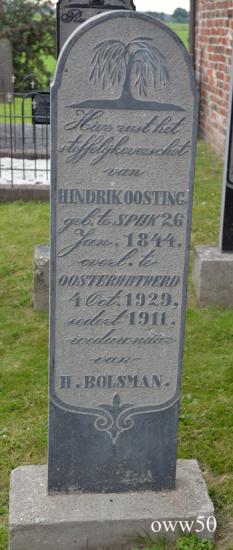 Hier rust het
stoffelijk overschot
van
HINDRIK OOSTING
geb. te SPIJK 26
Jan. 1844.
overl. te
OOSTERWIJTWERD
4 Oct. 1929,
sedert 1911.
weduwnaar
van
H. BOLSMAN.
oww50